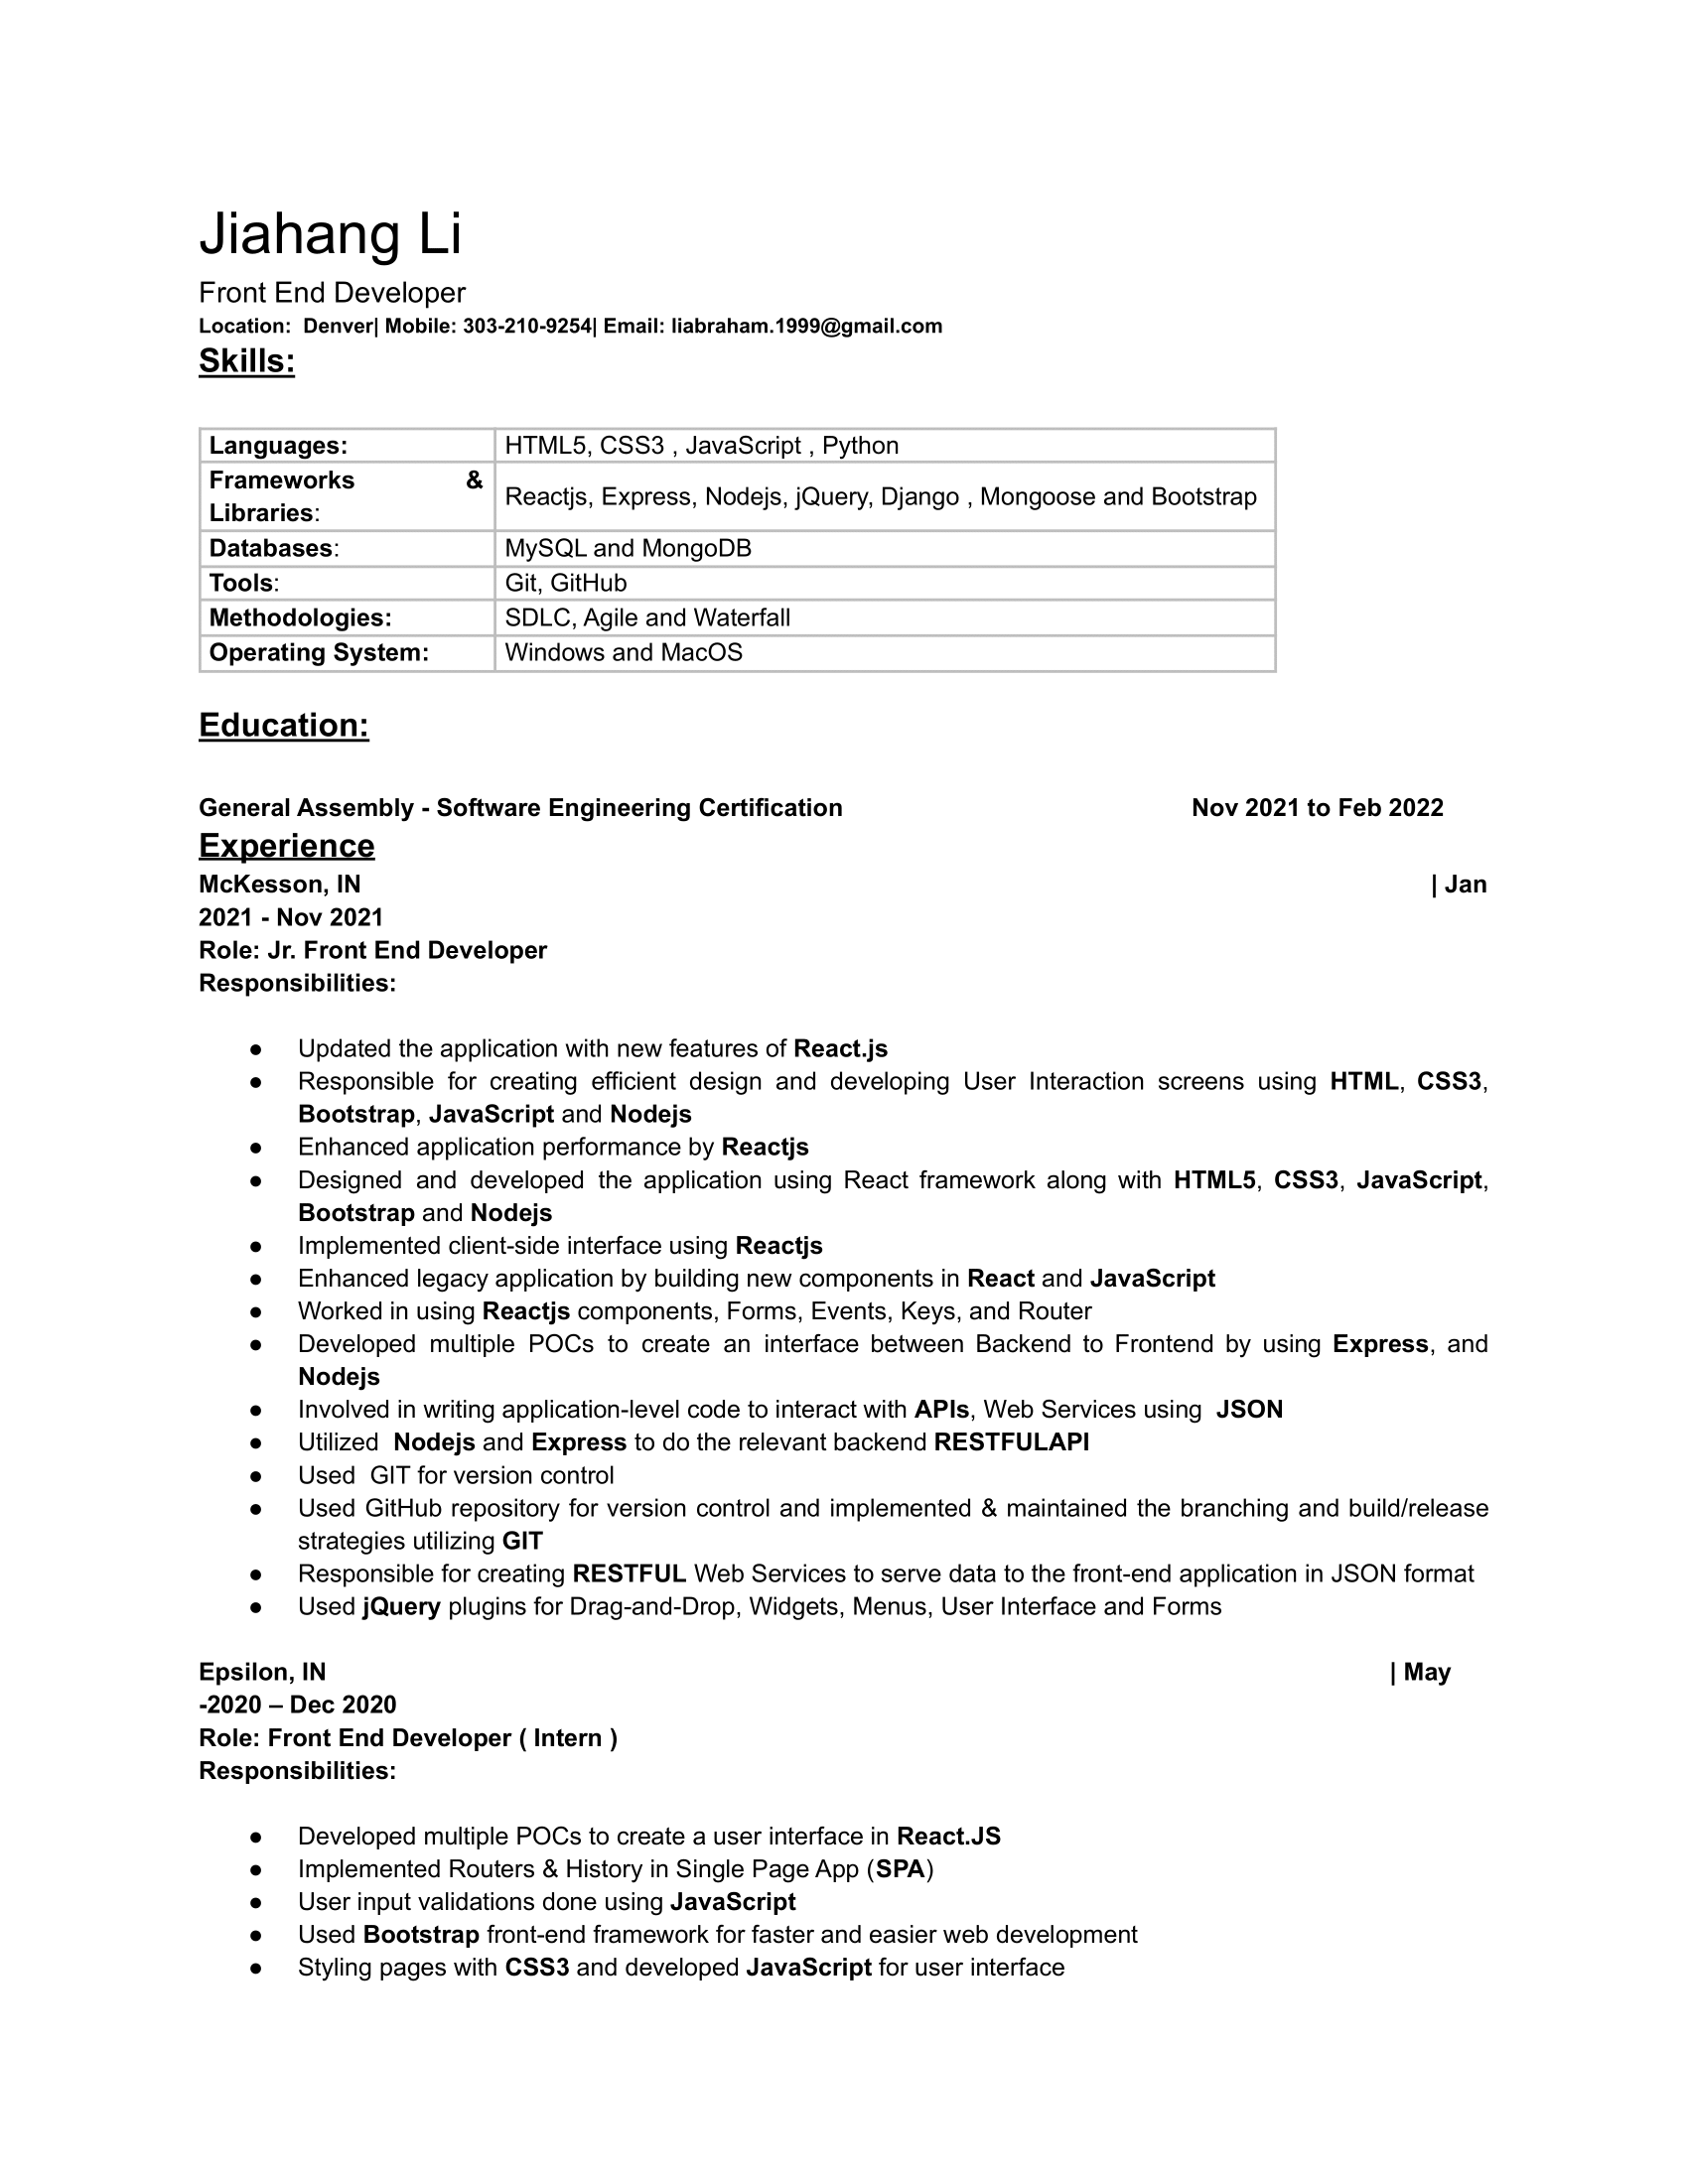 Jiahang Li
Front End Developer
Location:  Denver| Mobile: 303-210-9254| Email: liabraham.1999@gmail.com
Skills:
Languages: HTML5, CSS3 , JavaScript , Python
Frameworks & Libraries: Reactjs, Express, Nodejs, jQuery, Django , Mongoose and Bootstrap
Databases: MySQL and MongoDB
Tools: Git, GitHub
Methodologies: SDLC, Agile and Waterfall
Operating System: Windows and MacOS
Education:
General Assembly - Software Engineering Certification Nov 2021 to Feb 2022
Experience
McKesson, IN | Jan
2021 - Nov 2021
Role: Jr. Front End Developer
Responsibilities:
● Updated the application with new features of React.js
● Responsible for creating efficient design and developing User Interaction screens using HTML, CSS3,
Bootstrap, JavaScript and Nodejs
● Enhanced application performance by Reactjs
● Designed and developed the application using React framework along with HTML5, CSS3, JavaScript,
Bootstrap and Nodejs
● Implemented client-side interface using Reactjs
● Enhanced legacy application by building new components in React and JavaScript
● Worked in using Reactjs components, Forms, Events, Keys, and Router
● Developed multiple POCs to create an interface between Backend to Frontend by using Express, and
Nodejs
● Involved in writing application-level code to interact with APIs, Web Services using  JSON
● Utilized  Nodejs and Express to do the relevant backend RESTFULAPI
● Used  GIT for version control
● Used GitHub repository for version control and implemented & maintained the branching and build/release
strategies utilizing GIT
● Responsible for creating RESTFUL Web Services to serve data to the front-end application in JSON format
● Used jQuery plugins for Drag-and-Drop, Widgets, Menus, User Interface and Forms
Epsilon, IN | May
-2020 – Dec 2020
Role: Front End Developer ( Intern )
Responsibilities:
● Developed multiple POCs to create a user interface in React.JS
● Implemented Routers & History in Single Page App (SPA)
● User input validations done using JavaScript
● Used Bootstrap front-end framework for faster and easier web development
● Styling pages with CSS3 and developed JavaScript for user interface